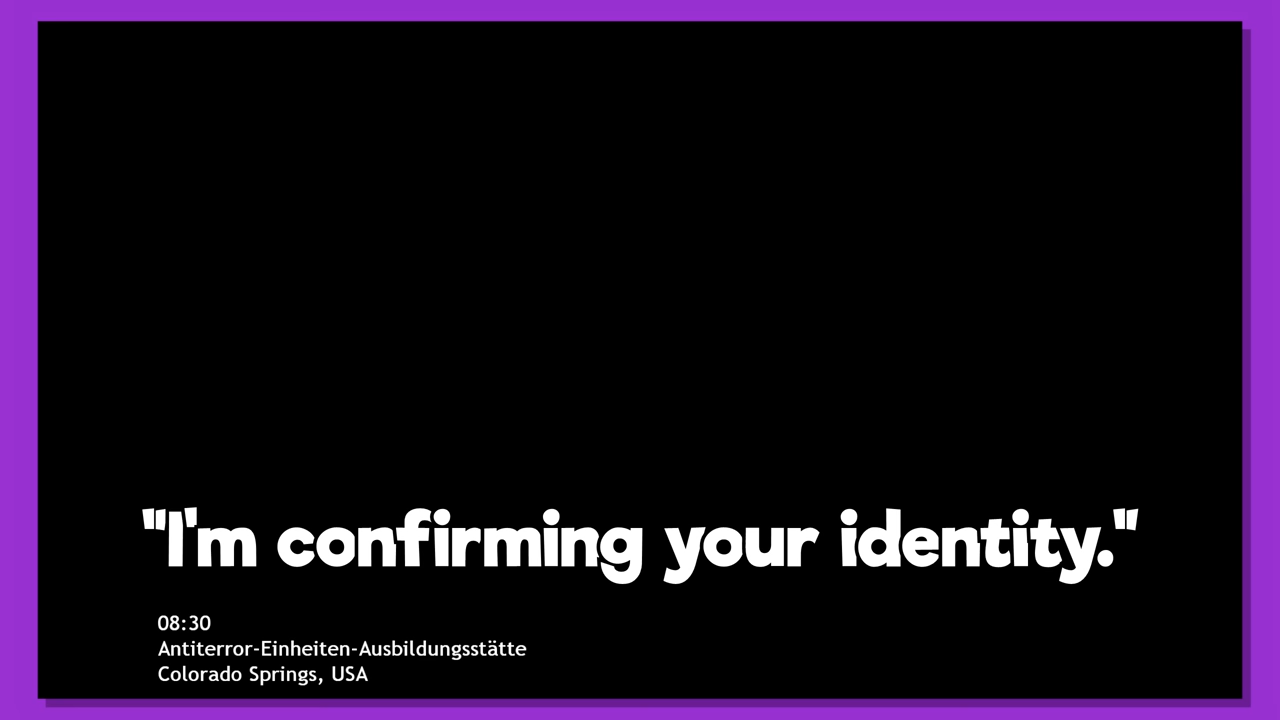 "I'm confirming your identity."
08:30
Antiterror-Einheiten-Ausbildungsstätte
Colorado Springs, USA